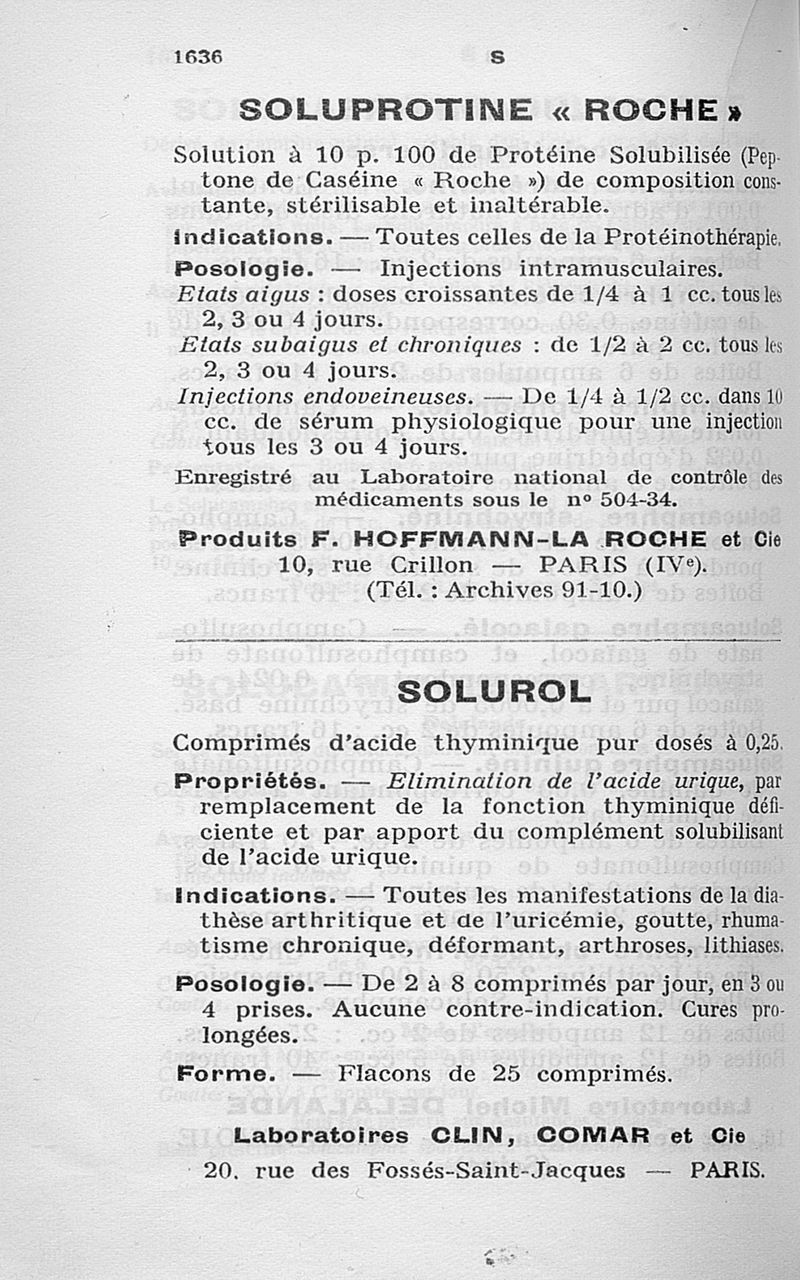 1636 S
SOLUPROTINE « ROCHE »
Solution à 10 p. 100 de Protéine Solubilisée (Pep-
tone de Caséine « Roche ») de composition cons-
tante, stérilisable et inaltérable.
Indications. — Toutes celles de la Protéinothérapie.
Posologie. — Injections intramusculaires.
Etats aigus : doses croissantes de 1/4 à 1 cc. tous les
2, 3 ou 4 jours.
Etats subaigus et chroniques : de 1/2 à 2 cc. tous les
2, 3 ou 4 jours.
Injections endoveineuses. — De 1/4 à 1/2 cc. dans 10
cc. de sérum physiologique pour une injection
tous les 3 ou 4 jours.
Enregistré au Laboratoire national de contrôle des
médicaments sous le nº 504-34.
Produits F. HOFFMANN-LA ROCHE et Cie
10, rue Crillon — PARIS (IVe).
(Tél. : Archives 91-10.)
SOLUROL
Comprimés d'acide thyminique pur dosés à 0,25.
Propriétés. — Elimination de l'acide urique, par
remplacement de la fonction thyminique défi-
ciente et par apport du complément solubilisant
de l'acide urique.
Indications. — Toutes les manifestations de la dia-
thèse arthritique et de l'uricémie, goutte, rhuma-
tisme chronique, déformant, arthroses, lithiases.
Posologie. — De 2 à 8 comprimés par jour, en 3 ou
4 prises. Aucune contre-indication. Cures pro-
longées.
Forme. — Flacons de 25 comprimés.
Laboratoires CLIN, COMAR et Cie
20, rue des Fossés-Saint-Jacques — PARIS.